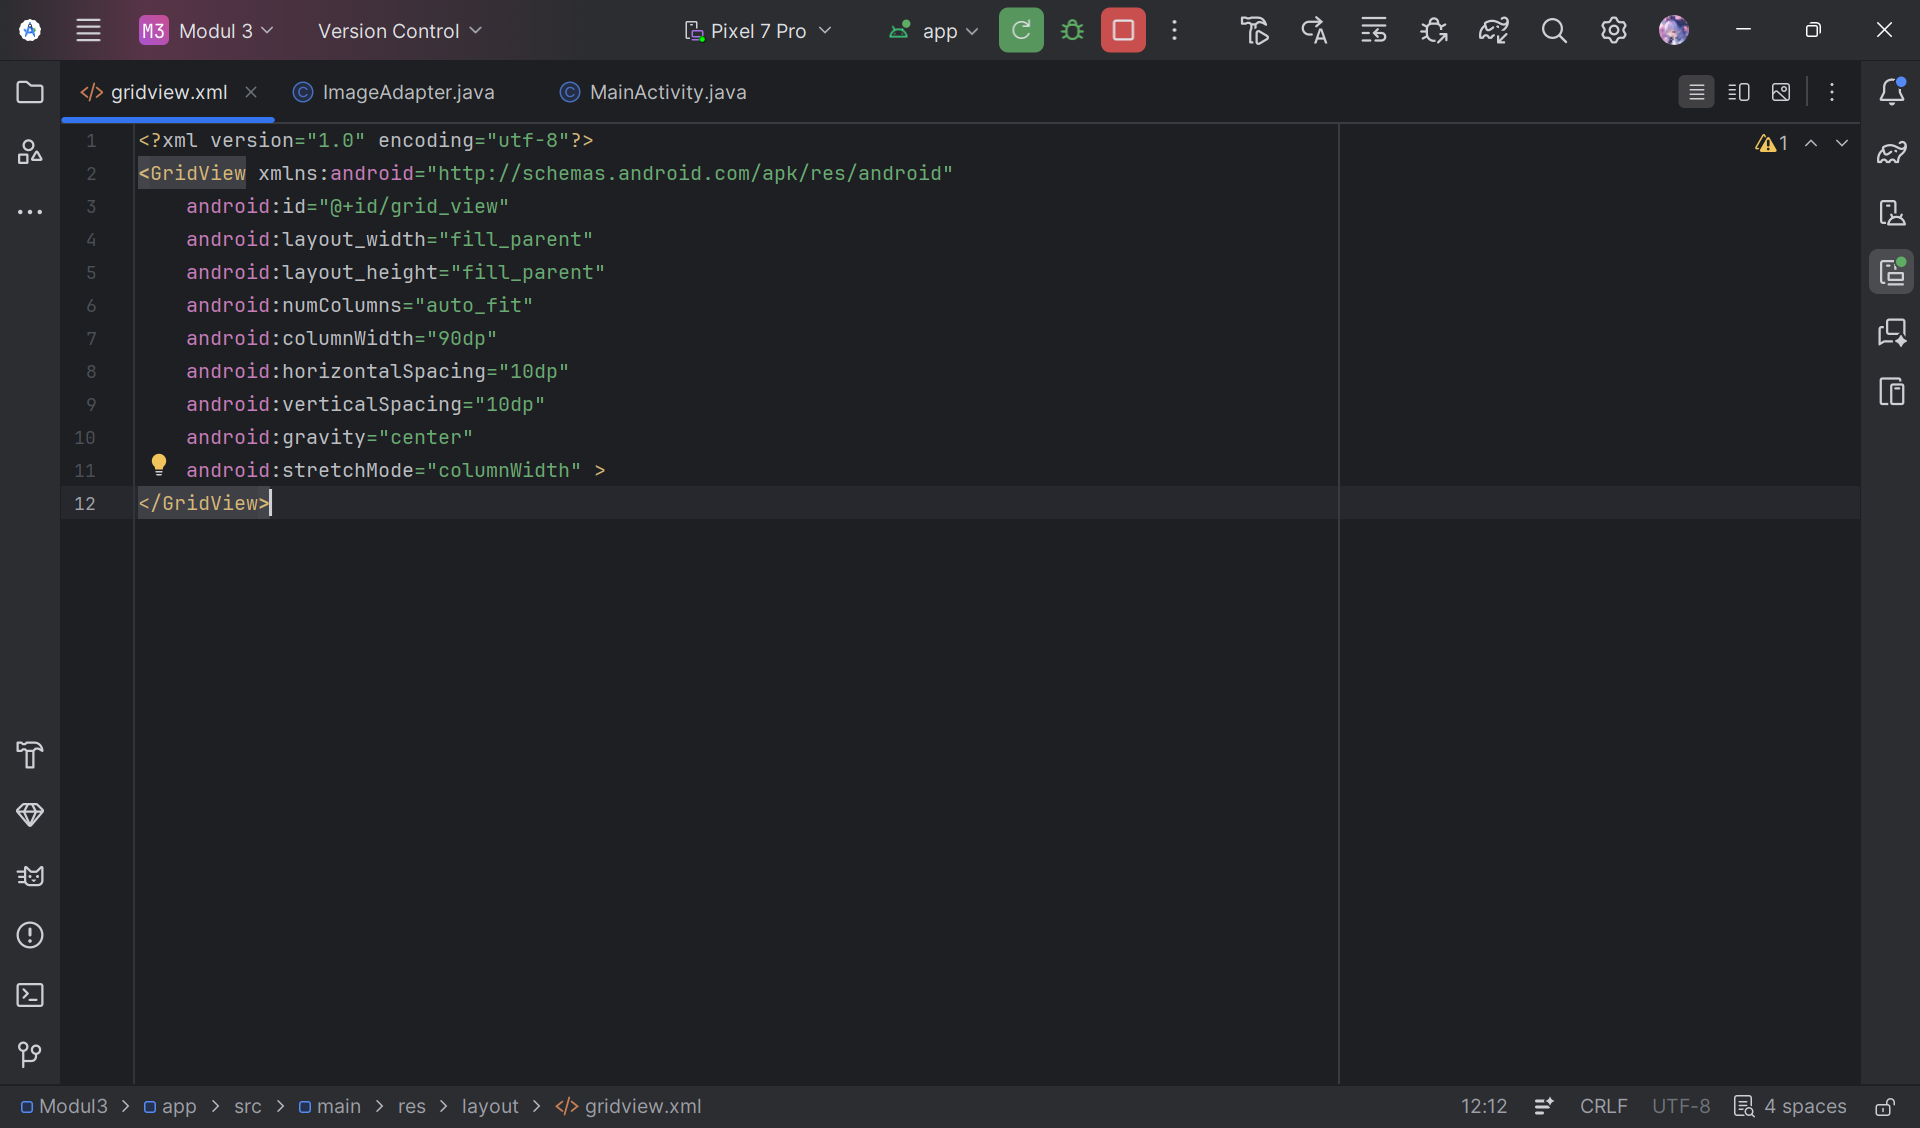 M3 Modul 3 Version Control Pixel 7 Pro app
gridview.xml ImageAdapter.java MainActivity.java
1 <?xml version="1.0" encoding="utf-8"?> 1
2 <GridView xmlns:android="http://schemas.android.com/apk/res/android"
3 android:id="@+id/grid_view"
4 android:layout_width="fill_parent"
5 android:layout_height="fill_parent"
6 android:numColumns="auto_fit"
7 android:columnWidth="90dp"
8 android:horizontalSpacing="10dp"
9 android:verticalSpacing="10dp"
10 android:gravity="center"
11 android:stretchMode="columnWidth" >
12 </GridView>
Modul3 > app > src > main > res > layout > </> gridview.xml 12:12 CRLF UTF-8 4 spaces